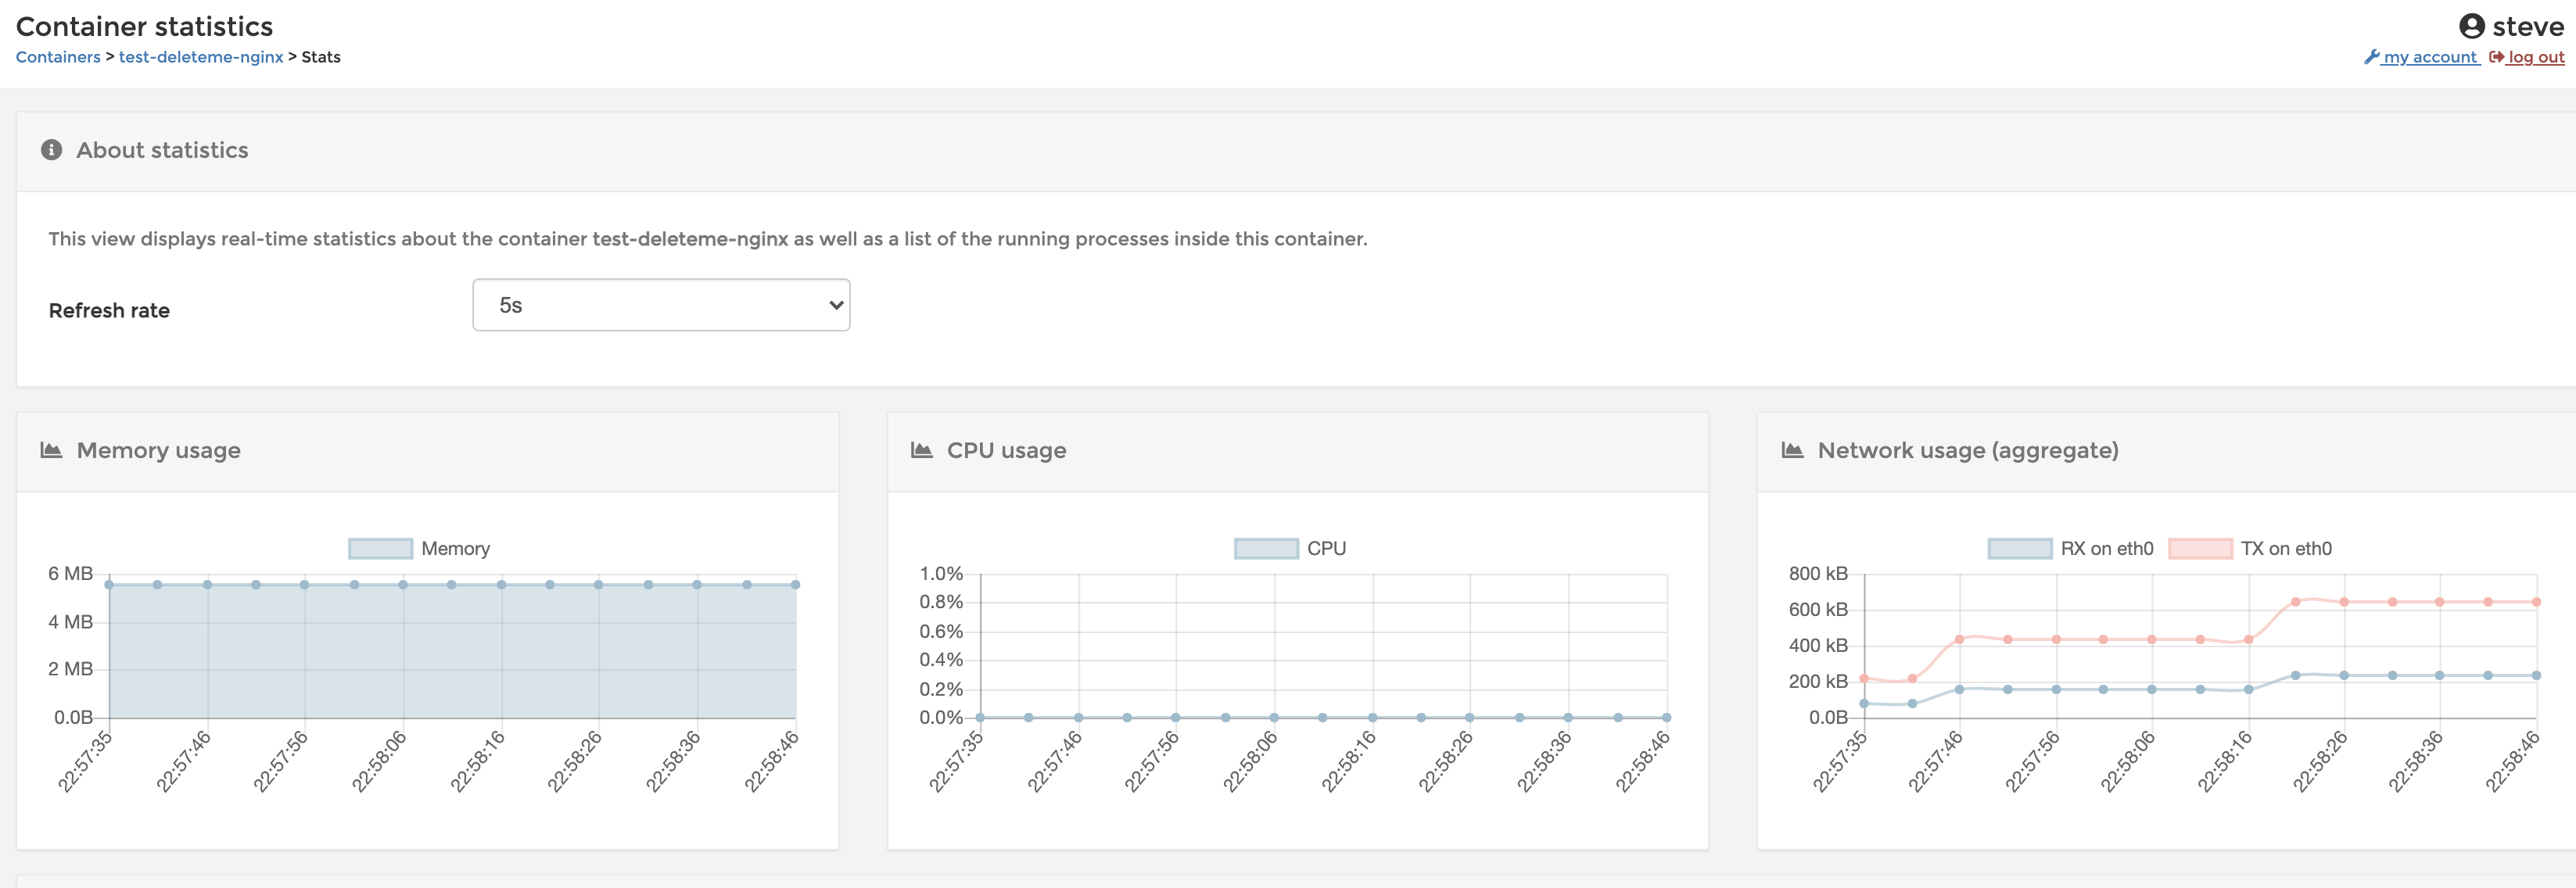 Container statistics
steve
Containers > test-deleteme-nginx > Stats
my account log out
About statistics
This view displays real-time statistics about the container test-deleteme-nginx as well as a list of the running processes inside this container.
Refresh rate
5s
Memory usage
Memory
6 MB
4 MB
2 MB
0.0B
22:57:35
22:57:46
22:57:56
22:58:06
22:58:16
22:58:26
22:58:36
22:58:46
CPU usage
CPU
1.0%
0.8%
0.6%
0.4%
0.2%
0.0%
22:57:35
22:57:46
22:57:56
22:58:06
22:58:16
22:58:26
22:58:36
22:58:46
Network usage (aggregate)
RX on eth0 TX on eth0
800 kB
600 kB
400 kB
200 kB
0.0B
22:57:35
22:57:46
22:57:56
22:58:06
22:58:16
22:58:26
22:58:36
22:58:46